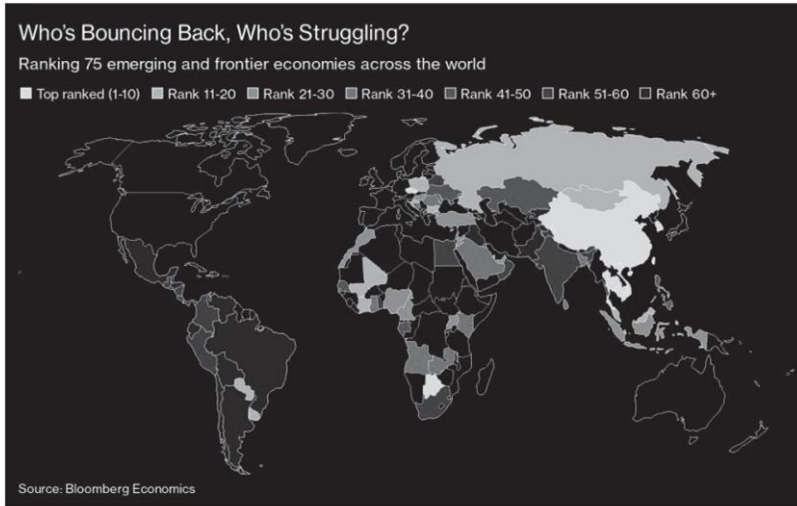 Who's Bouncing Back, Who's Struggling?
Ranking 75 emerging and frontier economies across the world
Top ranked (1-10) Rank 11-20 Rank 21-30 Rank 31-40 Rank 41-50 Rank 51-60 Rank 60+
Source: Bloomberg Economics